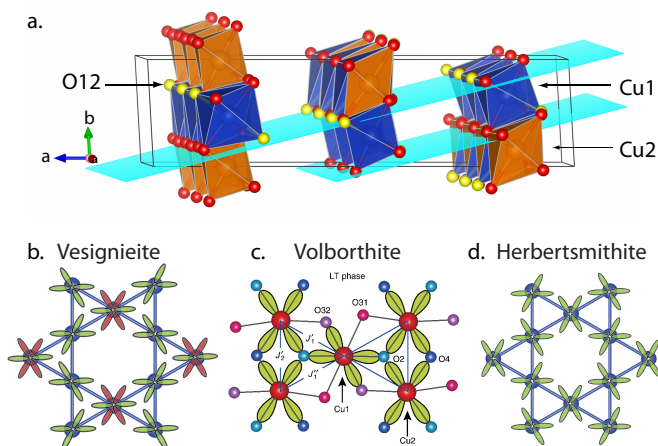 a.
O12
Cu1
b
a
a
Cu2
b. Vesignieite
c. Volborthite
d. Herbertsmithite
LT phase
O32
O31
J′₁
J′₂
O2
O4
J″₁
Cu1
Cu2